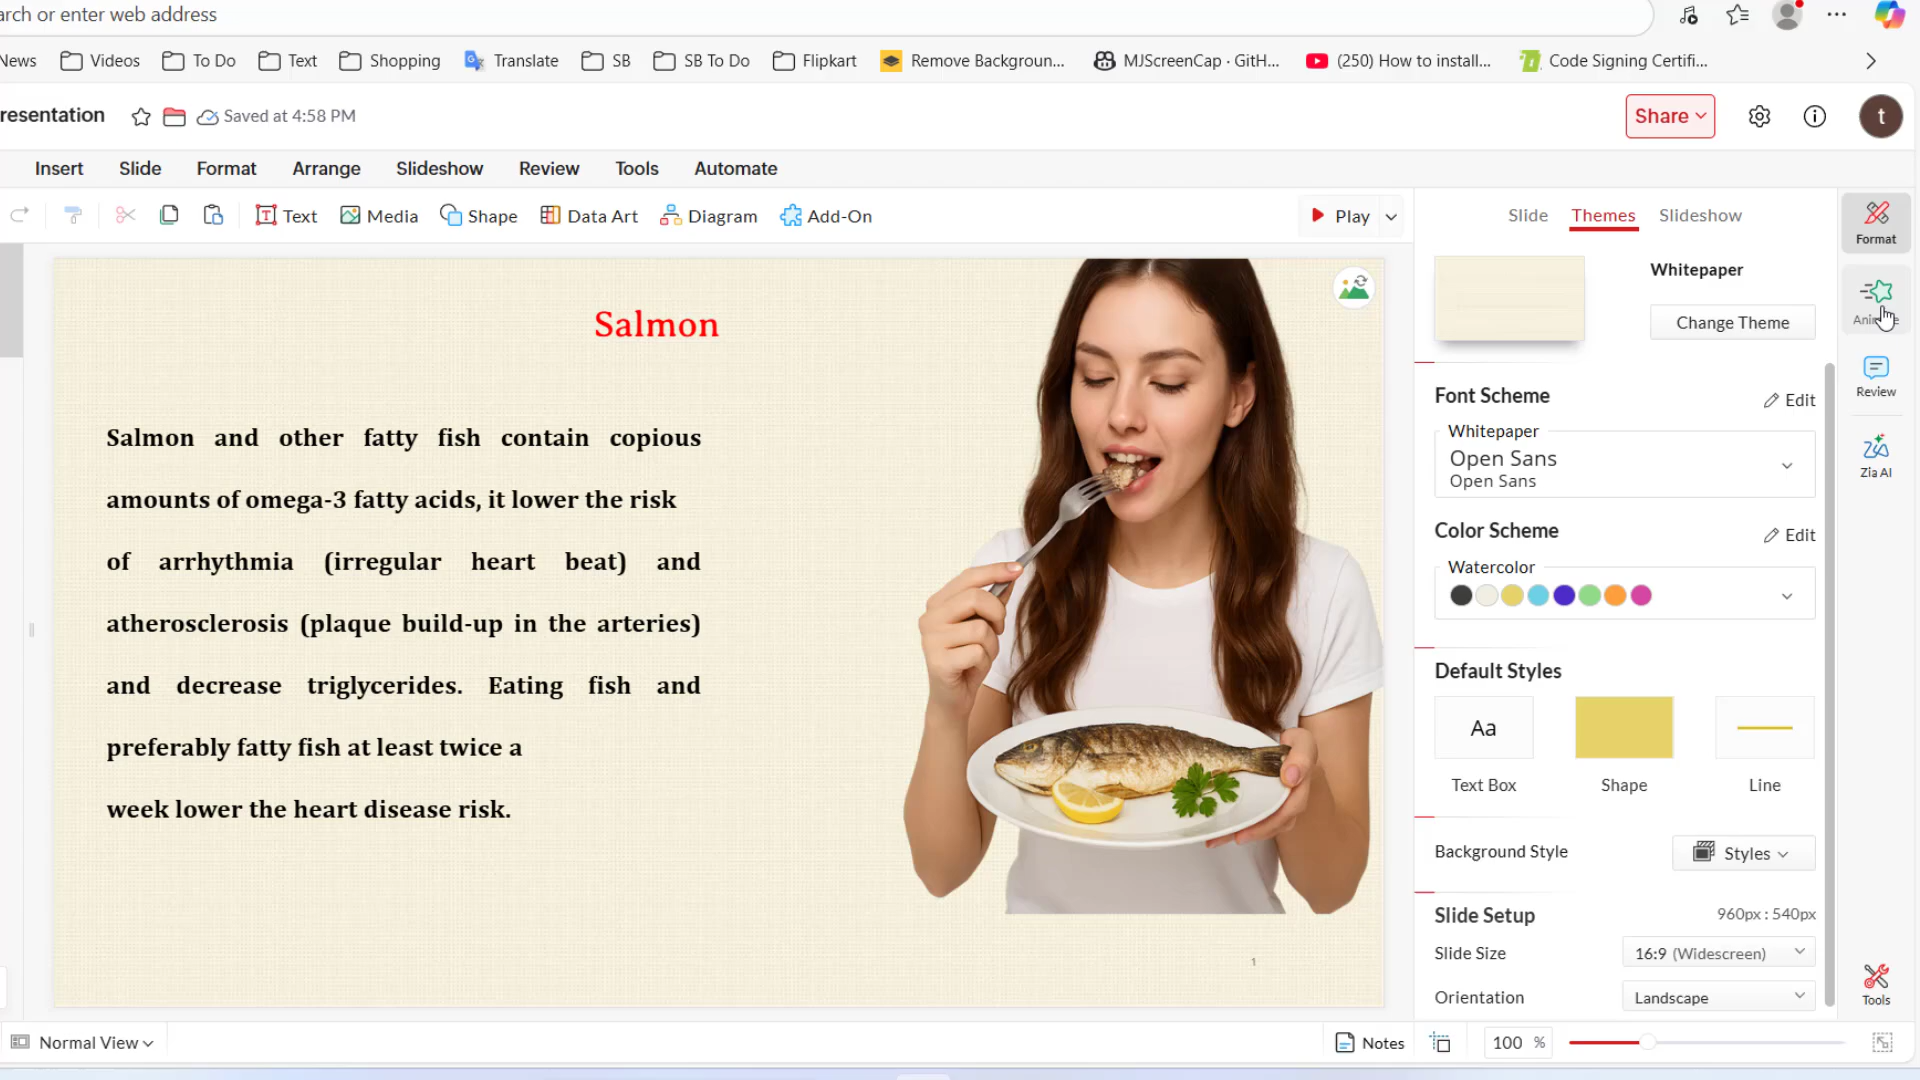 arch or enter web address
News
Videos
To Do
Text
Shopping
Translate
SB
SB To Do
Flipkart
Remove Backgroun...
MJScreenCap · GitH...
(250) How to install...
Code Signing Certifi...
resentation
Saved at 4:58 PM
Share
t
Insert
Slide
Format
Arrange
Slideshow
Review
Tools
Automate
Text
Media
Shape
Data Art
Diagram
Add-On
Play
Slide
Themes
Slideshow
Format
Salmon
Salmon and other fatty fish contain copious
amounts of omega-3 fatty acids, it lower the risk
of arrhythmia (irregular heart beat) and
atherosclerosis (plaque build-up in the arteries)
and decrease triglycerides. Eating fish and
preferably fatty fish at least twice a
week lower the heart disease risk.
1
Whitepaper
Change Theme
Font Scheme
Edit
Whitepaper
Open Sans
Open Sans
Color Scheme
Edit
Watercolor
Default Styles
Aa
Text Box
Shape
Line
Background Style
Styles
Slide Setup
960px : 540px
Slide Size
16:9 (Widescreen)
Orientation
Landscape
Review
Zia AI
Tools
Normal View
Notes
100 %